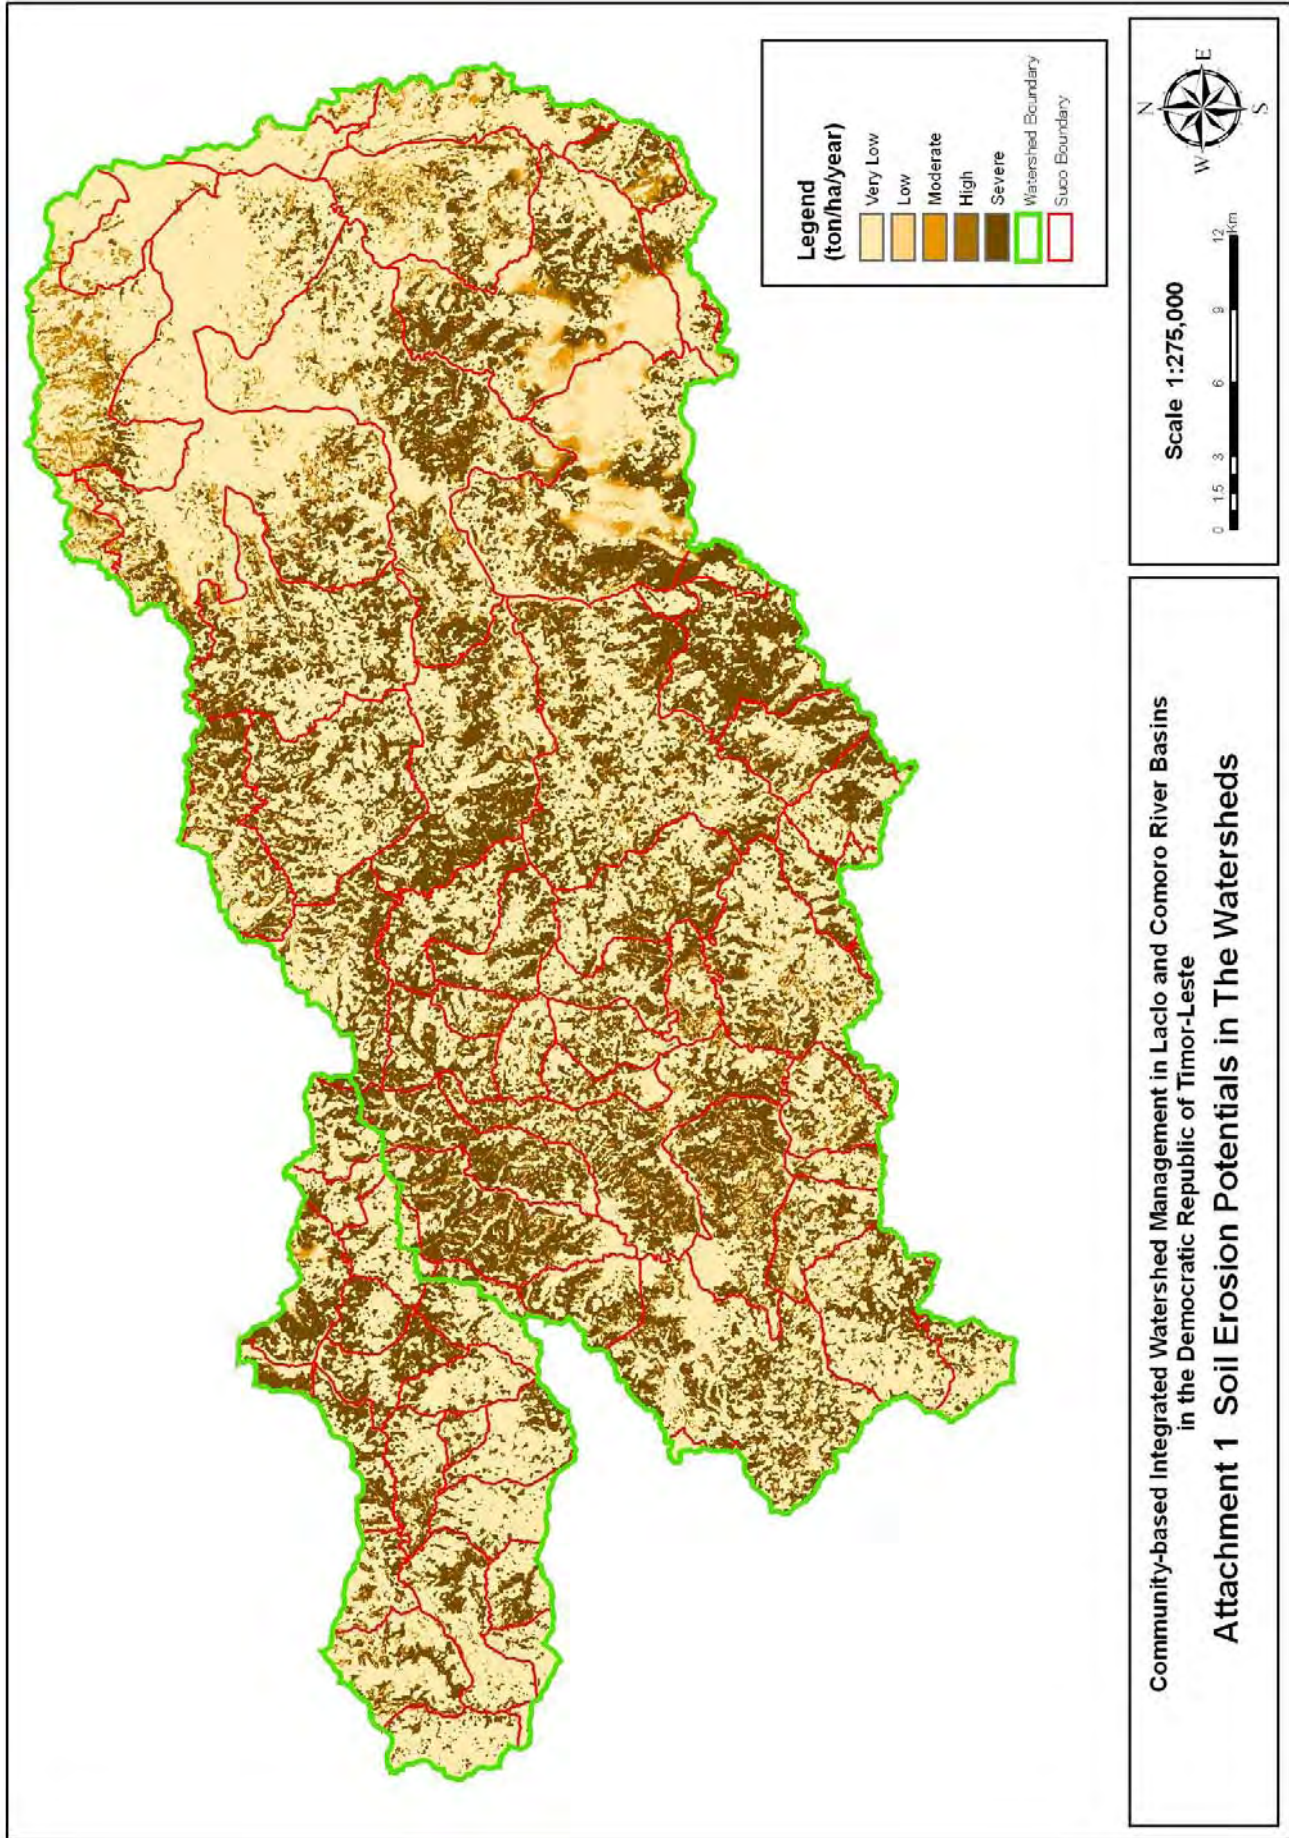 Legend
(ton/ha/year)
Very Low
Low
Moderate
High
Severe
Watershed Boundary
Suco Boundary
Community-based Integrated Watershed Management in Laclo and Comoro River Basins
in the Democratic Republic of Timor-Leste
Attachment 1 Soil Erosion Potentials in The Watersheds
Scale 1:275,000
0 1.5 3 6 9 12
Km
N
W E
S